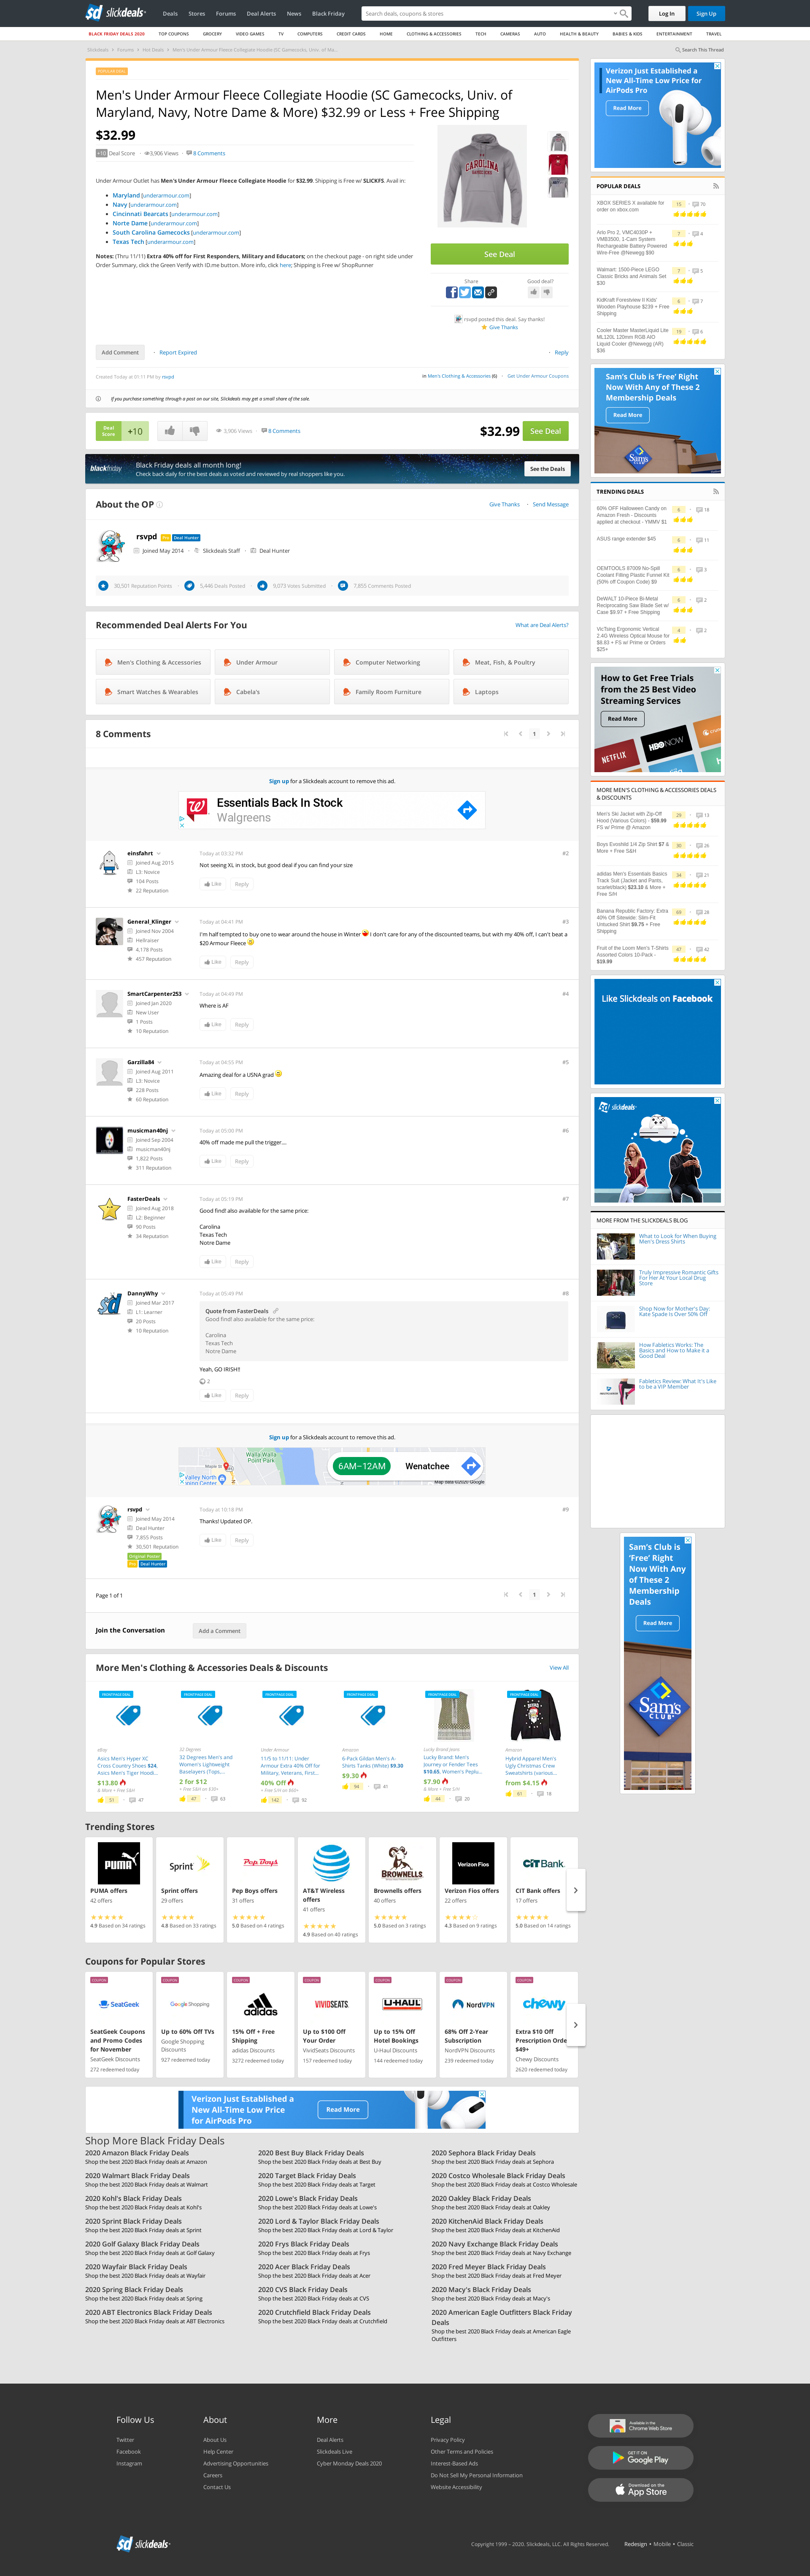 slickdeals
Deals Stores Forums Deal Alerts News Black Friday
Search deals, coupons & stores
Log In Sign Up
BLACK FRIDAY DEALS 2020 TOP COUPONS GROCERY VIDEO GAMES TV COMPUTERS CREDIT CARDS HOME CLOTHING & ACCESSORIES TECH CAMERAS AUTO HEALTH & BEAUTY BABIES & KIDS ENTERTAINMENT TRAVEL
Slickdeals Forums Hot Deals Men's Under Armour Fleece Collegiate Hoodie (SC Gamecocks, Univ. of Ma...
Search This Thread
POPULAR DEAL
Men's Under Armour Fleece Collegiate Hoodie (SC Gamecocks, Univ. of
Maryland, Navy, Notre Dame & More) $32.99 or Less + Free Shipping
$32.99
+10 Deal Score 3,906 Views 8 Comments
Under Armour Outlet has Men's Under Armour Fleece Collegiate Hoodie for $32.99. Shipping is Free w/ SLICKFS. Avail in:
Maryland [underarmour.com]
Navy [underarmour.com]
Cincinnati Bearcats [underarmour.com]
Norte Dame [underarmour.com]
South Carolina Gamecocks [underarmour.com]
Texas Tech [underarmour.com]
Notes: (Thru 11/11) Extra 40% off for First Responders, Military and Educators; on the checkout page - on right side under
Order Summary, click the Green Verify with ID.me button. More info, click here; Shipping is Free w/ ShopRunner
CAROLINA
See Deal
Share Good deal?
rsvpd posted this deal. Say thanks!
Give Thanks
Add Comment Report Expired Reply
Created Today at 01:11 PM by rsvpd
in Men's Clothing & Accessories (6) Get Under Armour Coupons
If you purchase something through a post on our site, Slickdeals may get a small share of the sale.
Deal Score +10 3,906 Views 8 Comments $32.99 See Deal
blackfriday
Black Friday deals all month long!
Check back daily for the best deals as voted and reviewed by real shoppers like you.
See the Deals
About the OP
Give Thanks Send Message
rsvpd Pro Deal Hunter
Joined May 2014 Slickdeals Staff Deal Hunter
30,501 Reputation Points 5,446 Deals Posted 9,073 Votes Submitted 7,855 Comments Posted
Recommended Deal Alerts For You
What are Deal Alerts?
Men's Clothing & Accessories Under Armour Computer Networking Meat, Fish, & Poultry
Smart Watches & Wearables Cabela's Family Room Furniture Laptops
8 Comments
1
Sign up for a Slickdeals account to remove this ad.
Essentials Back In Stock
Walgreens
einsfahrt
Joined Aug 2015
L3: Novice
104 Posts
22 Reputation
Today at 03:32 PM #2
Not seeing XL in stock, but good deal if you can find your size
Like Reply
General_Klinger
Joined Nov 2004
Hellraiser
4,178 Posts
457 Reputation
Today at 04:41 PM #3
I'm half tempted to buy one to wear around the house in Winter I don't care for any of the discounted teams, but with my 40% off, I can't beat a
$20 Armour Fleece
Like Reply
SmartCarpenter253
Joined Jan 2020
New User
1 Posts
10 Reputation
Today at 04:49 PM #4
Where is AF
Like Reply
Garzilla84
Joined Aug 2011
L3: Novice
228 Posts
60 Reputation
Today at 04:55 PM #5
Amazing deal for a USNA grad
Like Reply
musicman40nj
Joined Sep 2004
musicman40nj
1,822 Posts
311 Reputation
Today at 05:00 PM #6
40% off made me pull the trigger....
Like Reply
FasterDeals
Joined Aug 2018
L2: Beginner
90 Posts
34 Reputation
Today at 05:19 PM #7
Good find! also available for the same price:
Carolina
Texas Tech
Notre Dame
Like Reply
DannyWhy
Joined Mar 2017
L1: Learner
20 Posts
10 Reputation
Today at 05:49 PM #8
Quote from FasterDeals
Good find! also available for the same price:
Carolina
Texas Tech
Notre Dame
Yeah, GO IRISH!!
2
Like Reply
Sign up for a Slickdeals account to remove this ad.
Walla Walla Point Park
6AM–12AM Wenatchee
Map data ©2020 Google
rsvpd
Joined May 2014
Deal Hunter
7,855 Posts
30,501 Reputation
Original Poster
Pro Deal Hunter
Today at 10:18 PM #9
Thanks! Updated OP.
Like Reply
Page 1 of 1
1
Join the Conversation Add a Comment
More Men's Clothing & Accessories Deals & Discounts
View All
FRONTPAGE DEAL
eBay
Asics Men's Hyper XC
Cross Country Shoes $24,
Asics Men's Tiger Hoodi...
$13.80
& More + Free S&H
51 47
FRONTPAGE DEAL
32 Degrees
32 Degrees Men's and
Women's Lightweight
Baselayers (Tops,...
2 for $12
+ Free S/H on $30+
47 63
FRONTPAGE DEAL
Under Armour
11/5 to 11/11: Under
Armour Extra 40% Off for
Military, Veterans, First...
40% Off
+ Free S/H on $60+
142 92
FRONTPAGE DEAL
Amazon
6-Pack Gildan Men's A-
Shirts Tanks (White) $9.30
$9.30
94 41
FRONTPAGE DEAL
Lucky Brand Jeans
Lucky Brand: Men's
Journey or Fender Tees
$10.65, Women's Peplu...
$7.90
& More + Free S/H
44 20
FRONTPAGE DEAL
Amazon
Hybrid Apparel Men's
Ugly Christmas Crew
Sweatshirts (various...
from $4.15
61 18
Trending Stores
PUMA offers
42 offers
4.9 Based on 34 ratings
Sprint offers
29 offers
4.8 Based on 33 ratings
Pep Boys offers
31 offers
5.0 Based on 4 ratings
AT&T Wireless
offers
41 offers
4.9 Based on 40 ratings
Brownells offers
40 offers
5.0 Based on 3 ratings
Verizon Fios offers
22 offers
4.3 Based on 9 ratings
CIT Bank offers
17 offers
5.0 Based on 14 ratings
Coupons for Popular Stores
COUPON
SeatGeek
SeatGeek Coupons
and Promo Codes
for November
SeatGeek Discounts
272 redeemed today
COUPON
Google Shopping
Up to 60% Off TVs
Google Shopping
Discounts
927 redeemed today
COUPON
adidas
15% Off + Free
Shipping
adidas Discounts
3272 redeemed today
COUPON
VIVIDSEATS
Up to $100 Off
Your Order
VividSeats Discounts
157 redeemed today
COUPON
U-HAUL
Up to 15% Off
Hotel Bookings
U-Haul Discounts
144 redeemed today
COUPON
NordVPN
68% Off 2-Year
Subscription
NordVPN Discounts
239 redeemed today
COUPON
chewy
Extra $10 Off
Prescription Orde
$49+
Chewy Discounts
2620 redeemed today
Verizon Just Established a
New All-Time Low Price
for AirPods Pro
Read More
Shop More Black Friday Deals
2020 Amazon Black Friday Deals
Shop the best 2020 Black Friday deals at Amazon
2020 Best Buy Black Friday Deals
Shop the best 2020 Black Friday deals at Best Buy
2020 Sephora Black Friday Deals
Shop the best 2020 Black Friday deals at Sephora
2020 Walmart Black Friday Deals
Shop the best 2020 Black Friday deals at Walmart
2020 Target Black Friday Deals
Shop the best 2020 Black Friday deals at Target
2020 Costco Wholesale Black Friday Deals
Shop the best 2020 Black Friday deals at Costco Wholesale
2020 Kohl's Black Friday Deals
Shop the best 2020 Black Friday deals at Kohl's
2020 Lowe's Black Friday Deals
Shop the best 2020 Black Friday deals at Lowe's
2020 Oakley Black Friday Deals
Shop the best 2020 Black Friday deals at Oakley
2020 Sprint Black Friday Deals
Shop the best 2020 Black Friday deals at Sprint
2020 Lord & Taylor Black Friday Deals
Shop the best 2020 Black Friday deals at Lord & Taylor
2020 KitchenAid Black Friday Deals
Shop the best 2020 Black Friday deals at KitchenAid
2020 Golf Galaxy Black Friday Deals
Shop the best 2020 Black Friday deals at Golf Galaxy
2020 Frys Black Friday Deals
Shop the best 2020 Black Friday deals at Frys
2020 Navy Exchange Black Friday Deals
Shop the best 2020 Black Friday deals at Navy Exchange
2020 Wayfair Black Friday Deals
Shop the best 2020 Black Friday deals at Wayfair
2020 Acer Black Friday Deals
Shop the best 2020 Black Friday deals at Acer
2020 Fred Meyer Black Friday Deals
Shop the best 2020 Black Friday deals at Fred Meyer
2020 Spring Black Friday Deals
Shop the best 2020 Black Friday deals at Spring
2020 CVS Black Friday Deals
Shop the best 2020 Black Friday deals at CVS
2020 Macy's Black Friday Deals
Shop the best 2020 Black Friday deals at Macy's
2020 ABT Electronics Black Friday Deals
Shop the best 2020 Black Friday deals at ABT Electronics
2020 Crutchfield Black Friday Deals
Shop the best 2020 Black Friday deals at Crutchfield
2020 American Eagle Outfitters Black Friday
Deals
Shop the best 2020 Black Friday deals at American Eagle
Outfitters
Verizon Just Established a
New All-Time Low Price for
AirPods Pro
Read More
POPULAR DEALS
XBOX SERIES X available for
order on xbox.com
15 70
Arlo Pro 2, VMC4030P +
VMB3500, 1-Cam System
Rechargeable Battery Powered
Wire-Free @Newegg $90
7 4
Walmart: 1500-Piece LEGO
Classic Bricks and Animals Set
$30
7 5
KidKraft Forestview II Kids'
Wooden Playhouse $239 + Free
Shipping
6 7
Cooler Master MasterLiquid Lite
ML120L 120mm RGB AIO
Liquid Cooler @Newegg (AR)
$36
19 6
Sam's Club is 'Free' Right
Now With Any of These 2
Membership Deals
Read More
TRENDING DEALS
60% OFF Halloween Candy on
Amazon Fresh - Discounts
applied at checkout - YMMV $1
6 18
ASUS range extender $45
6 11
OEMTOOLS 87009 No-Spill
Coolant Filling Plastic Funnel Kit
(50% off Coupon Code) $9
6 3
DeWALT 10-Piece Bi-Metal
Reciprocating Saw Blade Set w/
Case $9.97 + Free Shipping
6 2
VicTsing Ergonomic Vertical
2.4G Wireless Optical Mouse for
$6.83 + FS w/ Prime or Orders
$25+
4 2
How to Get Free Trials
from the 25 Best Video
Streaming Services
Read More
NETFLIX HBO NOW
MORE MEN'S CLOTHING & ACCESSORIES DEALS
& DISCOUNTS
Men's Ski Jacket with Zip-Off
Hood (Various Colors) - $59.99
FS w/ Prime @ Amazon
29 13
Boys Evoshild 1/4 Zip Shirt $7 &
More + Free S&H
30 26
adidas Men's Essentials Basics
Track Suit (Jacket and Pants,
scarlet/black) $23.10 & More +
Free S/H
34 21
Banana Republic Factory: Extra
40% Off Sitewide: Slim-Fit
Untucked Shirt $9.75 + Free
Shipping
69 28
Fruit of the Loom Men's T-Shirts
Assorted Colors 10-Pack -
$19.99
47 42
Like Slickdeals on Facebook
slickdeals
MORE FROM THE SLICKDEALS BLOG
What to Look for When Buying
Men's Dress Shirts
Truly Impressive Romantic Gifts
For Her At Your Local Drug
Store
Shop Now for Mother's Day:
Kate Spade Is Over 50% Off
How Fabletics Works: The
Basics and How to Make it a
Good Deal
Fabletics Review: What It's Like
to be a VIP Member
Sam's Club is
'Free' Right
Now With Any
of These 2
Membership
Deals
Read More
Sam's
CLUB
Follow Us
Twitter
Facebook
Instagram
About
About Us
Help Center
Advertising Opportunities
Careers
Contact Us
More
Deal Alerts
Slickdeals Live
Cyber Monday Deals 2020
Legal
Privacy Policy
Other Terms and Policies
Interest-Based Ads
Do Not Sell My Personal Information
Website Accessibility
Available in the
Chrome Web Store
GET IT ON
Google Play
Download on the
App Store
slickdeals
Copyright 1999 - 2020. Slickdeals, LLC. All Rights Reserved. Redesign • Mobile • Classic